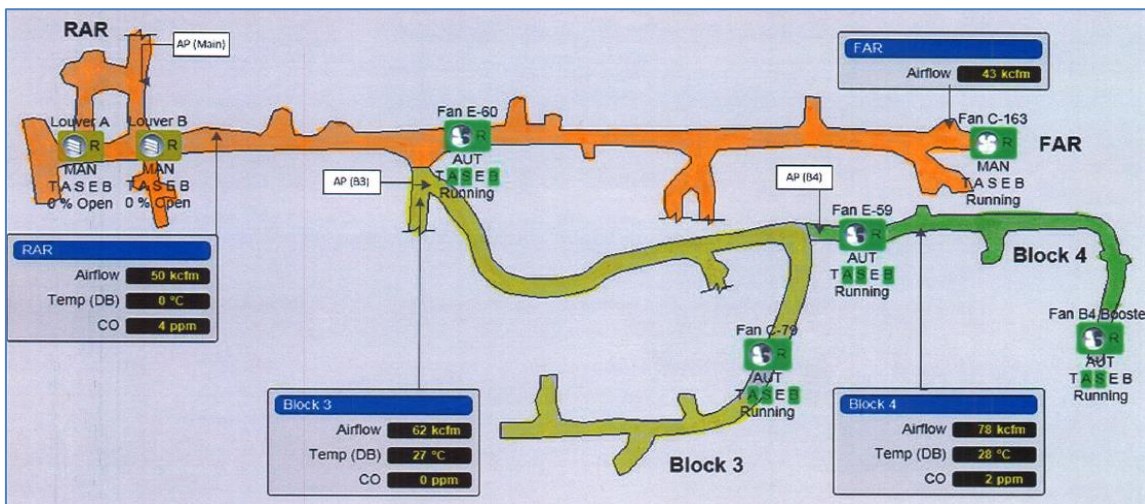 RAR
AP (Main)
FAR
Airflow 43 kcfm
Louver A
R
MAN
T A S E B
0 % Open
Louver B
R
MAN
T A S E B
0 % Open
Fan E-60
R
AUT
T A S E B
Running
Fan C-163
R
MAN
T A S E B
Running
FAR
AP (B3)
AP (B4)
Fan E-59
R
AUT
T A S E B
Running
Block 4
RAR
Airflow 50 kcfm
Temp (DB) 0 °C
CO 4 ppm
Fan C-79
R
AUT
T A S E B
Running
Fan B4 Booste
R
AUT
T A S E B
Running
Block 3
Airflow 62 kcfm
Temp (DB) 27 °C
CO 0 ppm
Block 3
Block 4
Airflow 78 kcfm
Temp (DB) 28 °C
CO 2 ppm